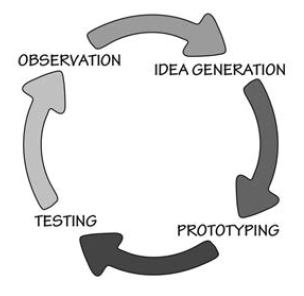 OBSERVATION
IDEA GENERATION
PROTOTYPING
TESTING